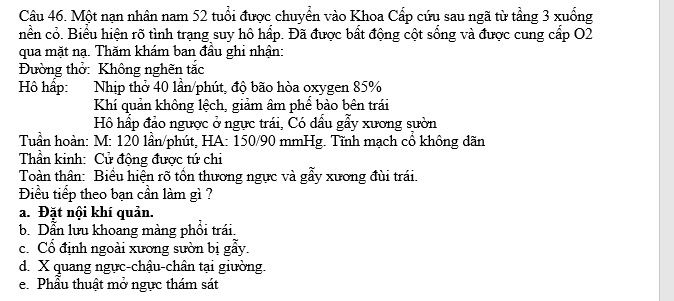 Câu 46. Một nạn nhân nam 52 tuổi được chuyển vào Khoa Cấp cứu sau ngã từ tầng 3 xuống
nền cỏ. Biểu hiện rõ tình trạng suy hô hấp. Đã được bất động cột sống và được cung cấp O2
qua mặt nạ. Thăm khám ban đầu ghi nhận:
Đường thở: Không nghẽn tắc
Hô hấp: Nhịp thở 40 lần/phút, độ bão hòa oxygen 85%
Khí quản không lệch, giảm âm phế bào bên trái
Hô hấp đảo ngược ở ngực trái, Có dấu gẫy xương sườn
Tuần hoàn: M: 120 lần/phút, HA: 150/90 mmHg. Tĩnh mạch cổ không dãn
Thần kinh: Cử động được tứ chi
Toàn thân: Biểu hiện rõ tổn thương ngực và gẫy xương đùi trái.
Điều tiếp theo bạn cần làm gì ?
a. Đặt nội khí quản.
b. Dẫn lưu khoang màng phổi trái.
c. Cố định ngoài xương sườn bị gẫy.
d. X quang ngực-chậu-chân tại giường.
e. Phẫu thuật mở ngực thám sát